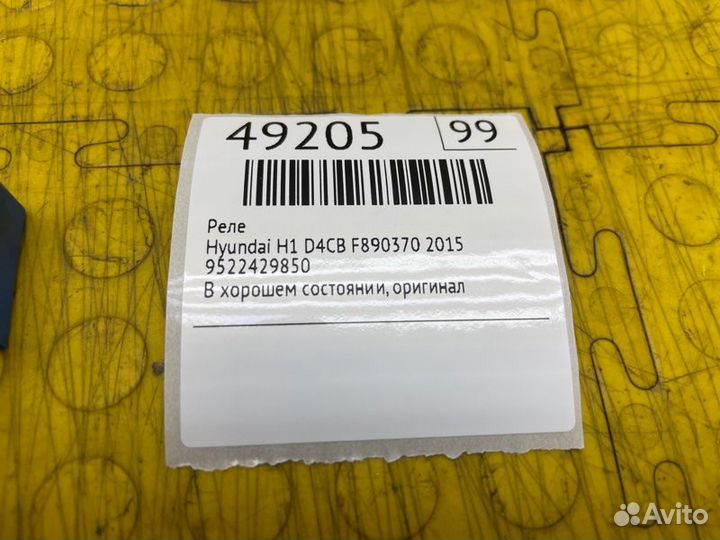 49205 99
Реле
Hyundai H1 D4CB F890370 2015
9522429850
В хорошем состоянии, оригинал
Avito